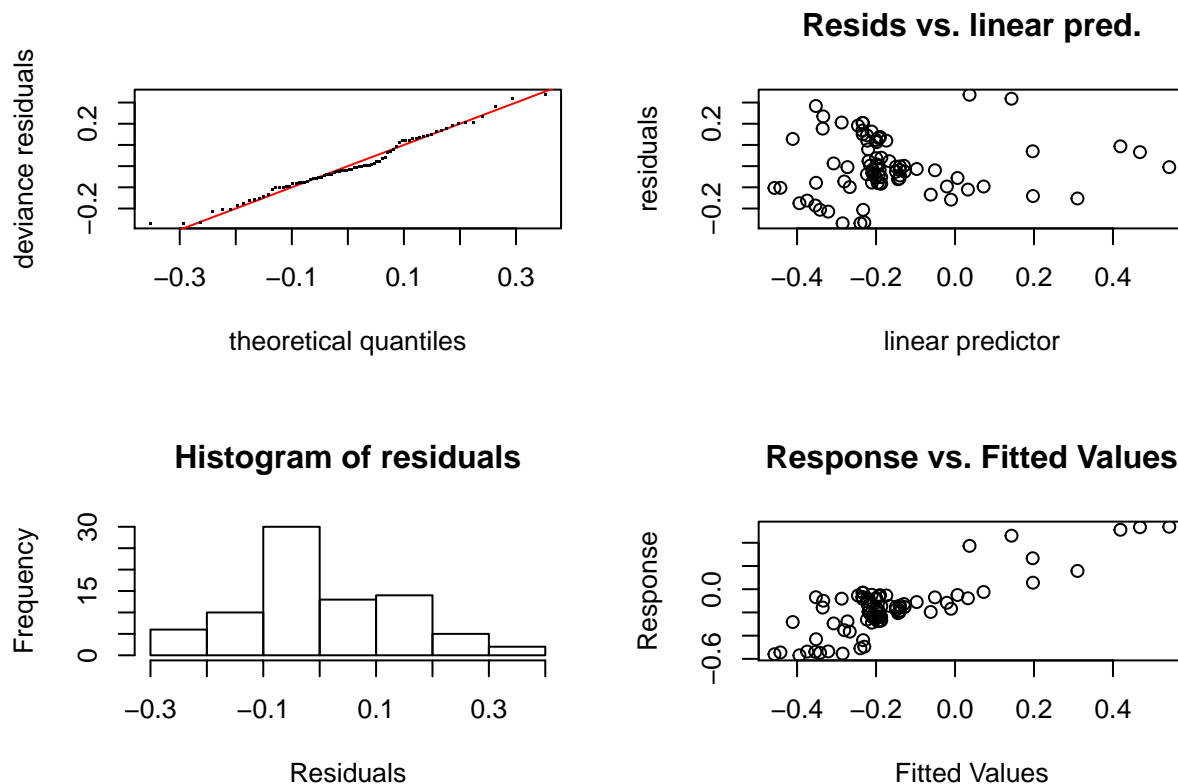 deviance residuals
0.2
−0.2
−0.3 −0.1 0.1 0.3
theoretical quantiles
Resids vs. linear pred.
residuals
0.2
−0.2
−0.4 −0.2 0.0 0.2 0.4
linear predictor
Histogram of residuals
Frequency
30
15
0
−0.3 −0.1 0.1 0.3
Residuals
Response vs. Fitted Values
Response
0.0
−0.6
−0.4 −0.2 0.0 0.2 0.4
Fitted Values